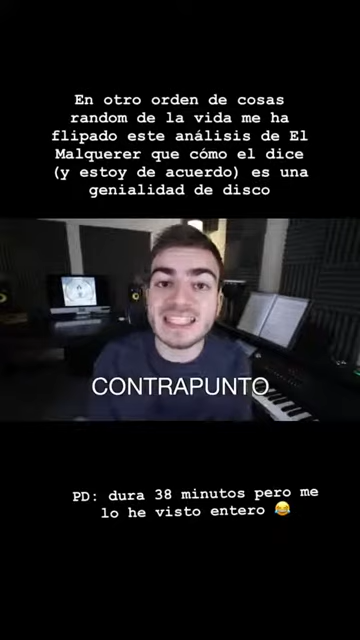 En otro orden de cosas
random de la vida me ha
flipado este análisis de El
Malquerer que cómo el dice
(y estoy de acuerdo) es una
genialidad de disco
CONTRAPUNTO
PD: dura 38 minutos pero me
lo he visto entero 😂